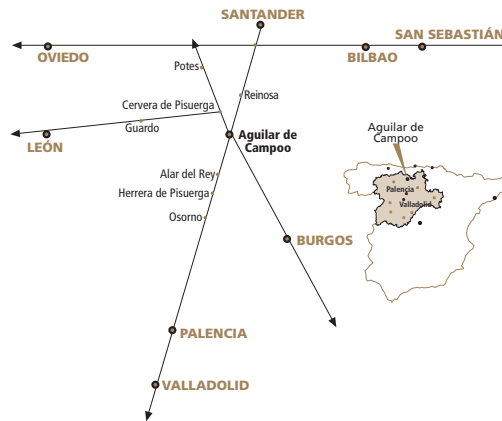 SANTANDER
SAN SEBASTIÁN
OVIEDO
BILBAO
Potes
Reinosa
Cervera de Pisuerga
Guardo
LEÓN
Aguilar de
Campoo
Aguilar de
Campoo
Alar del Rey
Palencia
Herrera de Pisuerga
Valladolid
Osorno
BURGOS
PALENCIA
VALLADOLID